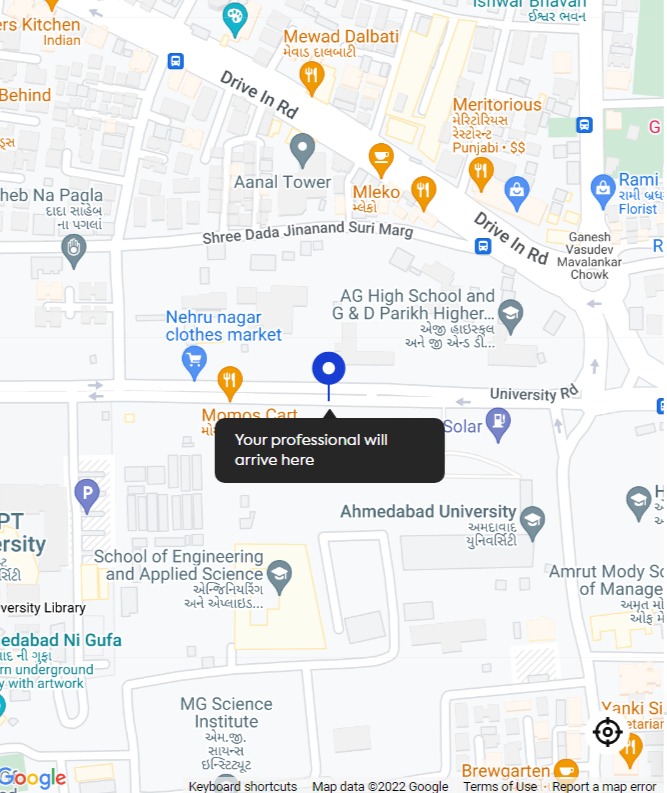 Ishwar Bhavan
ઈશ્વર ભવન
ers Kitchen
Indian
Mewad Dalbati
મેવાડ દાલબાટી
Behind
Drive In Rd
Meritorious
મેરિટોરિયસ
રેસ્ટોરન્ટ
Punjabi • $$
G
Aanal Tower
Mleko
મ્લેકો
Rami
રામી બ્રધ
Florist
heb Na Pagla
દાદા સાહેબ
ના પગલાં
Shree Dada Jinanand Suri Marg
Drive In Rd
Ganesh
Vasudev
Mavalankar
Chowk
R
AG High School and
G & D Parikh Higher...
એજી હાઇસ્કૂલ
અને જી એન્ડ ડી...
Nehru nagar
clothes market
University Rd
Momos Cart
Your professional will
arrive here
Solar
P
PT
ersity
Ahmedabad University
અમદાવાદ
યુનિવર્સિટી
H
School of Engineering
and Applied Science
એન્જિનિયરિંગ
અને એપ્લાઇડ...
Amrut Mody Sc
of Manage
અમૃત મો
ઓફ મે
versity Library
edabad Ni Gufa
ાદ ની ગુફા
rn underground
y with artwork
MG Science
Institute
એમ.જી.
સાયન્સ
ઇન્સ્ટિટ્યૂટ
Yanki Si
etarian
Brewgarten
Google
Keyboard shortcuts
Map data ©2022 Google
Terms of Use
Report a map error